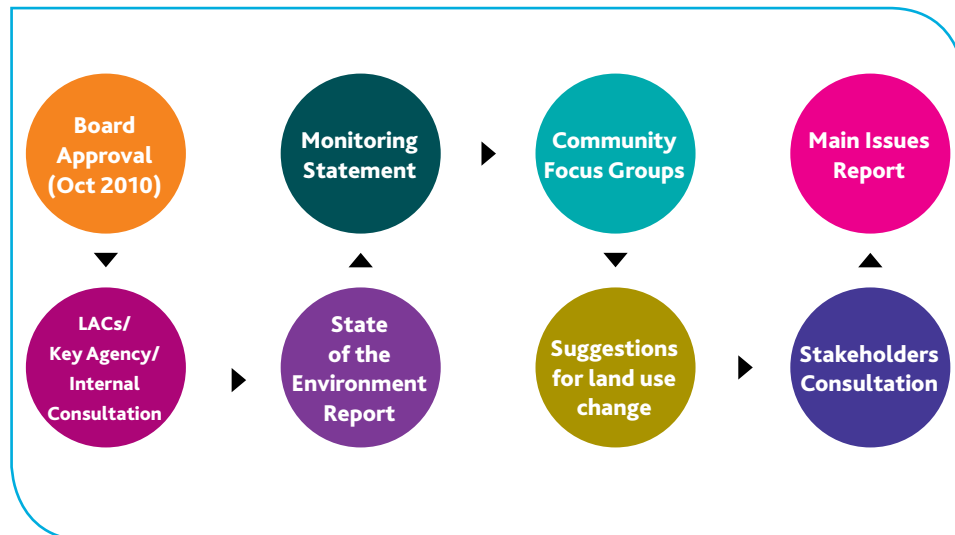 Board
Approval
(Oct 2010)
LACs/
Key Agency/
Internal
Consultation
State
of the
Environment
Report
Monitoring
Statement
Community
Focus Groups
Suggestions
for land use
change
Stakeholders
Consultation
Main Issues
Report